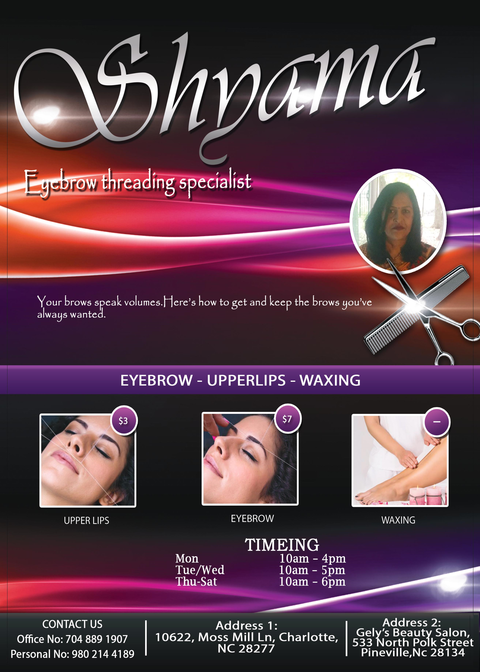 Shyama
Eyebrow threading specialist
Your brows speak volumes.Here's how to get and keep the brows you've
always wanted.
EYEBROW - UPPERLIPS - WAXING
$3
$7
–
UPPER LIPS
EYEBROW
WAXING
TIMEING
Mon 10am – 4pm
Tue/Wed 10am – 5pm
Thu-Sat 10am – 6pm
CONTACT US
Office No: 704 889 1907
Personal No: 980 214 4189
Address 1:
10622, Moss Mill Ln, Charlotte,
NC 28277
Address 2:
Gely's Beauty Salon,
533 North Polk Street
Pineville,Nc 28134